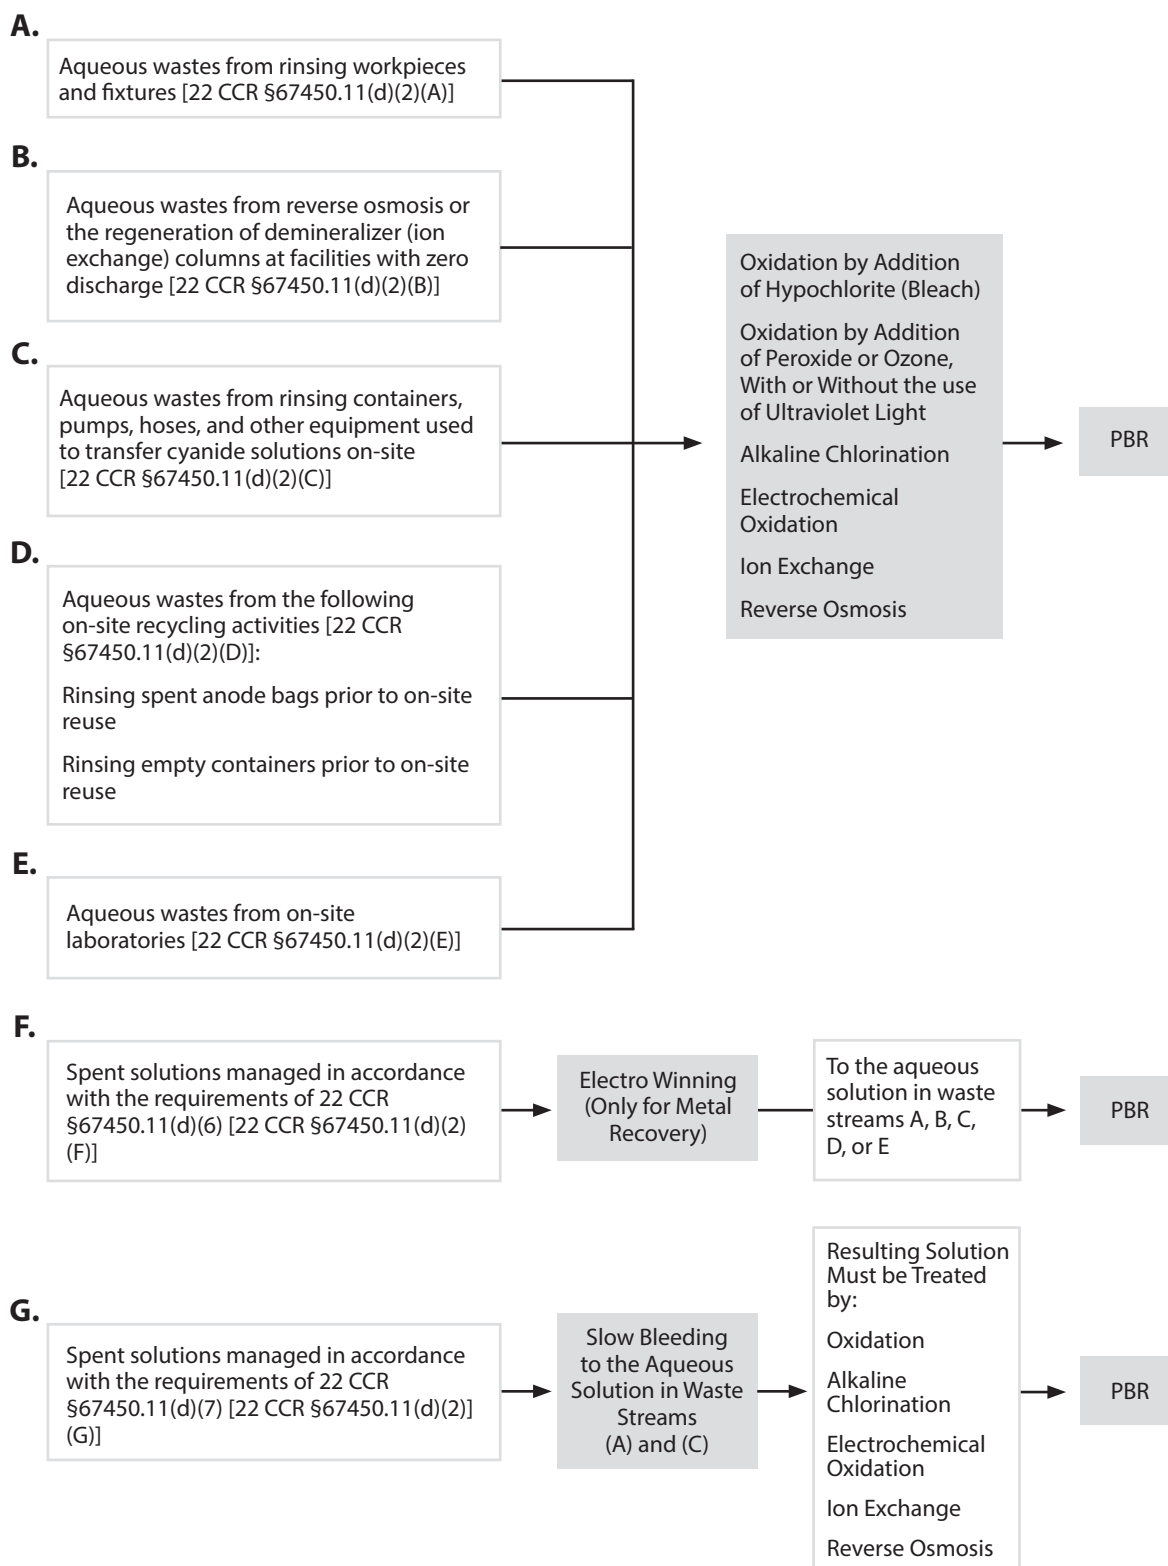 A.
Aqueous wastes from rinsing workpieces
and fixtures [22 CCR §67450.11(d)(2)(A)]
B.
Aqueous wastes from reverse osmosis or
the regeneration of demineralizer (ion
exchange) columns at facilities with zero
discharge [22 CCR §67450.11(d)(2)(B)]
C.
Aqueous wastes from rinsing containers,
pumps, hoses, and other equipment used
to transfer cyanide solutions on-site
[22 CCR §67450.11(d)(2)(C)]
D.
Aqueous wastes from the following
on-site recycling activities [22 CCR
§67450.11(d)(2)(D)]:
Rinsing spent anode bags prior to on-site
reuse
Rinsing empty containers prior to on-site
reuse
E.
Aqueous wastes from on-site
laboratories [22 CCR §67450.11(d)(2)(E)]
Oxidation by Addition
of Hypochlorite (Bleach)
Oxidation by Addition
of Peroxide or Ozone,
With or Without the use
of Ultraviolet Light
Alkaline Chlorination
Electrochemical
Oxidation
Ion Exchange
Reverse Osmosis
PBR
F.
Spent solutions managed in accordance
with the requirements of 22 CCR
§67450.11(d)(6) [22 CCR §67450.11(d)(2)
(F)]
Electro Winning
(Only for Metal
Recovery)
To the aqueous
solution in waste
streams A, B, C,
D, or E
PBR
G.
Spent solutions managed in accordance
with the requirements of 22 CCR
§67450.11(d)(7) [22 CCR §67450.11(d)(2)]
(G)]
Slow Bleeding
to the Aqueous
Solution in Waste
Streams
(A) and (C)
Resulting Solution
Must be Treated
by:
Oxidation
Alkaline
Chlorination
Electrochemical
Oxidation
Ion Exchange
Reverse Osmosis
PBR